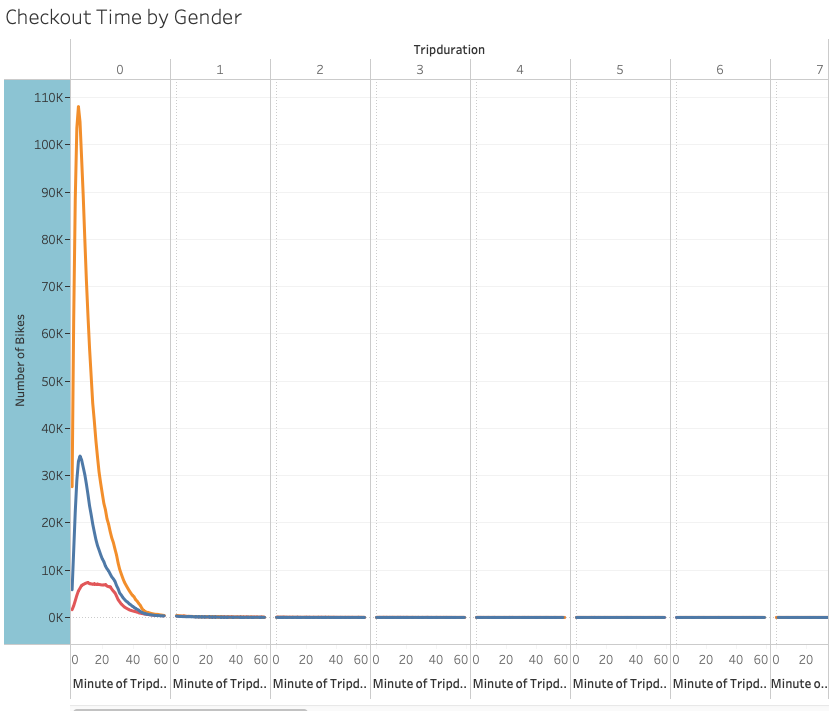 Checkout Time by Gender
Tripduration
0 1 2 3 4 5 6 7
110K
100K
90K
80K
70K
60K
50K
40K
30K
20K
10K
0K
Number of Bikes
0 20 40 60 0 20 40 60 0 20 40 60 0 20 40 60 0 20 40 60 0 20 40 60 0 20 40 60 0 20
Minute of Tripd.. Minute of Tripd.. Minute of Tripd.. Minute of Tripd.. Minute of Tripd.. Minute of Tripd.. Minute of Tripd.. Minute o..